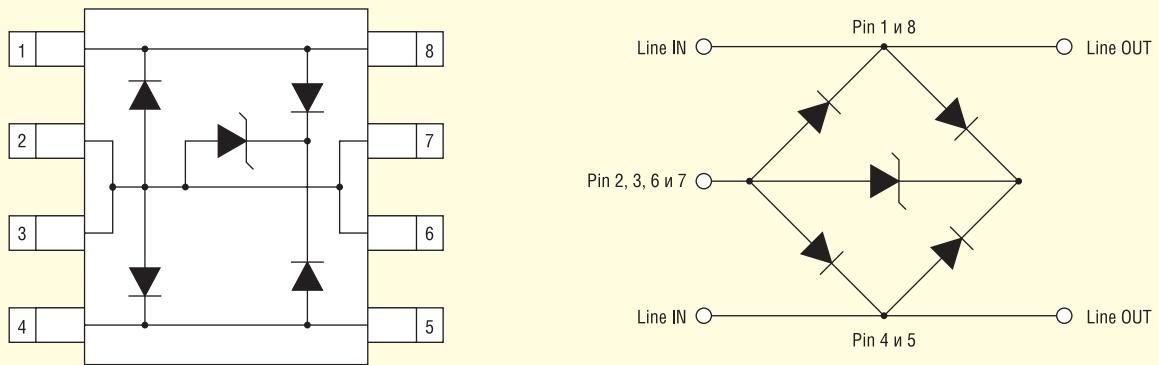 1
8
2
7
3
6
4
5
Pin 1 и 8
Line IN
Line OUT
Pin 2, 3, 6 и 7
Line IN
Line OUT
Pin 4 и 5